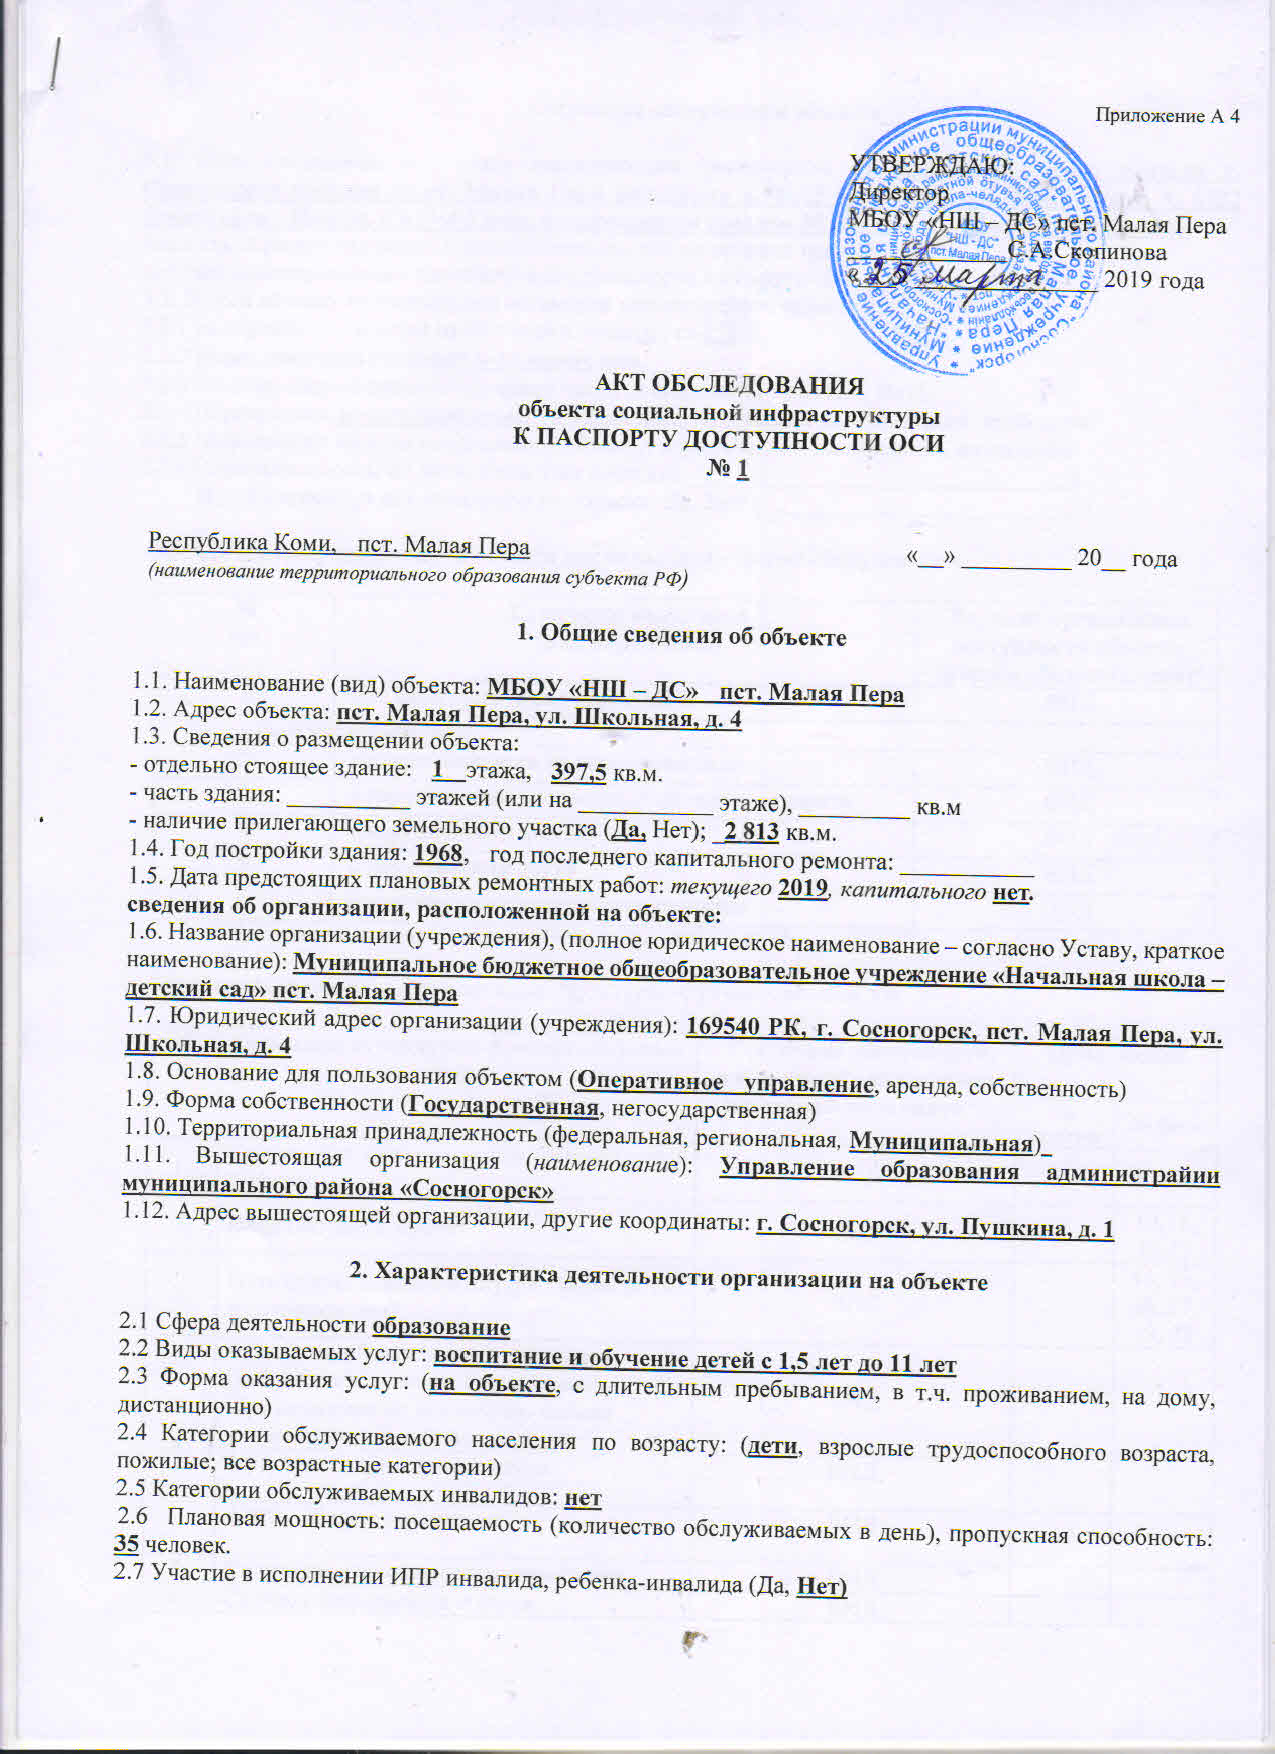 Приложение А 4
УТВЕРЖДАЮ:
Директор
МБОУ «НШ – ДС» пст. Малая Пера
____________ С.А.Скопинова
«25» марта 2019 года
МБОУ
"НШ - ДС"
пст. Малая Пера
АКТ ОБСЛЕДОВАНИЯ
объекта социальной инфраструктуры
К ПАСПОРТУ ДОСТУПНОСТИ ОСИ
№ 1
Республика Коми, пст. Малая Пера «__» _________ 20__ года
(наименование территориального образования субъекта РФ)
1. Общие сведения об объекте
1.1. Наименование (вид) объекта: МБОУ «НШ – ДС» пст. Малая Пера
1.2. Адрес объекта: пст. Малая Пера, ул. Школьная, д. 4
1.3. Сведения о размещении объекта:
- отдельно стоящее здание: 1__этажа, 397,5 кв.м.
- часть здания: __________ этажей (или на ___________ этаже), _________ кв.м
- наличие прилегающего земельного участка (Да, Нет); _2 813 кв.м.
1.4. Год постройки здания: 1968, год последнего капитального ремонта: ___________
1.5. Дата предстоящих плановых ремонтных работ: текущего 2019, капитального нет.
сведения об организации, расположенной на объекте:
1.6. Название организации (учреждения), (полное юридическое наименование – согласно Уставу, краткое
наименование): Муниципальное бюджетное общеобразовательное учреждение «Начальная школа –
детский сад» пст. Малая Пера
1.7. Юридический адрес организации (учреждения): 169540 РК, г. Сосногорск, пст. Малая Пера, ул.
Школьная, д. 4
1.8. Основание для пользования объектом (Оперативное управление, аренда, собственность)
1.9. Форма собственности (Государственная, негосударственная)
1.10. Территориальная принадлежность (федеральная, региональная, Муниципальная)_
1.11. Вышестоящая организация (наименование): Управление образования администрайии
муниципального района «Сосногорск»
1.12. Адрес вышестоящей организации, другие координаты: г. Сосногорск, ул. Пушкина, д. 1
2. Характеристика деятельности организации на объекте
2.1 Сфера деятельности образование
2.2 Виды оказываемых услуг: воспитание и обучение детей с 1,5 лет до 11 лет
2.3 Форма оказания услуг: (на объекте, с длительным пребыванием, в т.ч. проживанием, на дому,
дистанционно)
2.4 Категории обслуживаемого населения по возрасту: (дети, взрослые трудоспособного возраста,
пожилые; все возрастные категории)
2.5 Категории обслуживаемых инвалидов: нет
2.6 Плановая мощность: посещаемость (количество обслуживаемых в день), пропускная способность:
35 человек.
2.7 Участие в исполнении ИПР инвалида, ребенка-инвалида (Да, Нет)